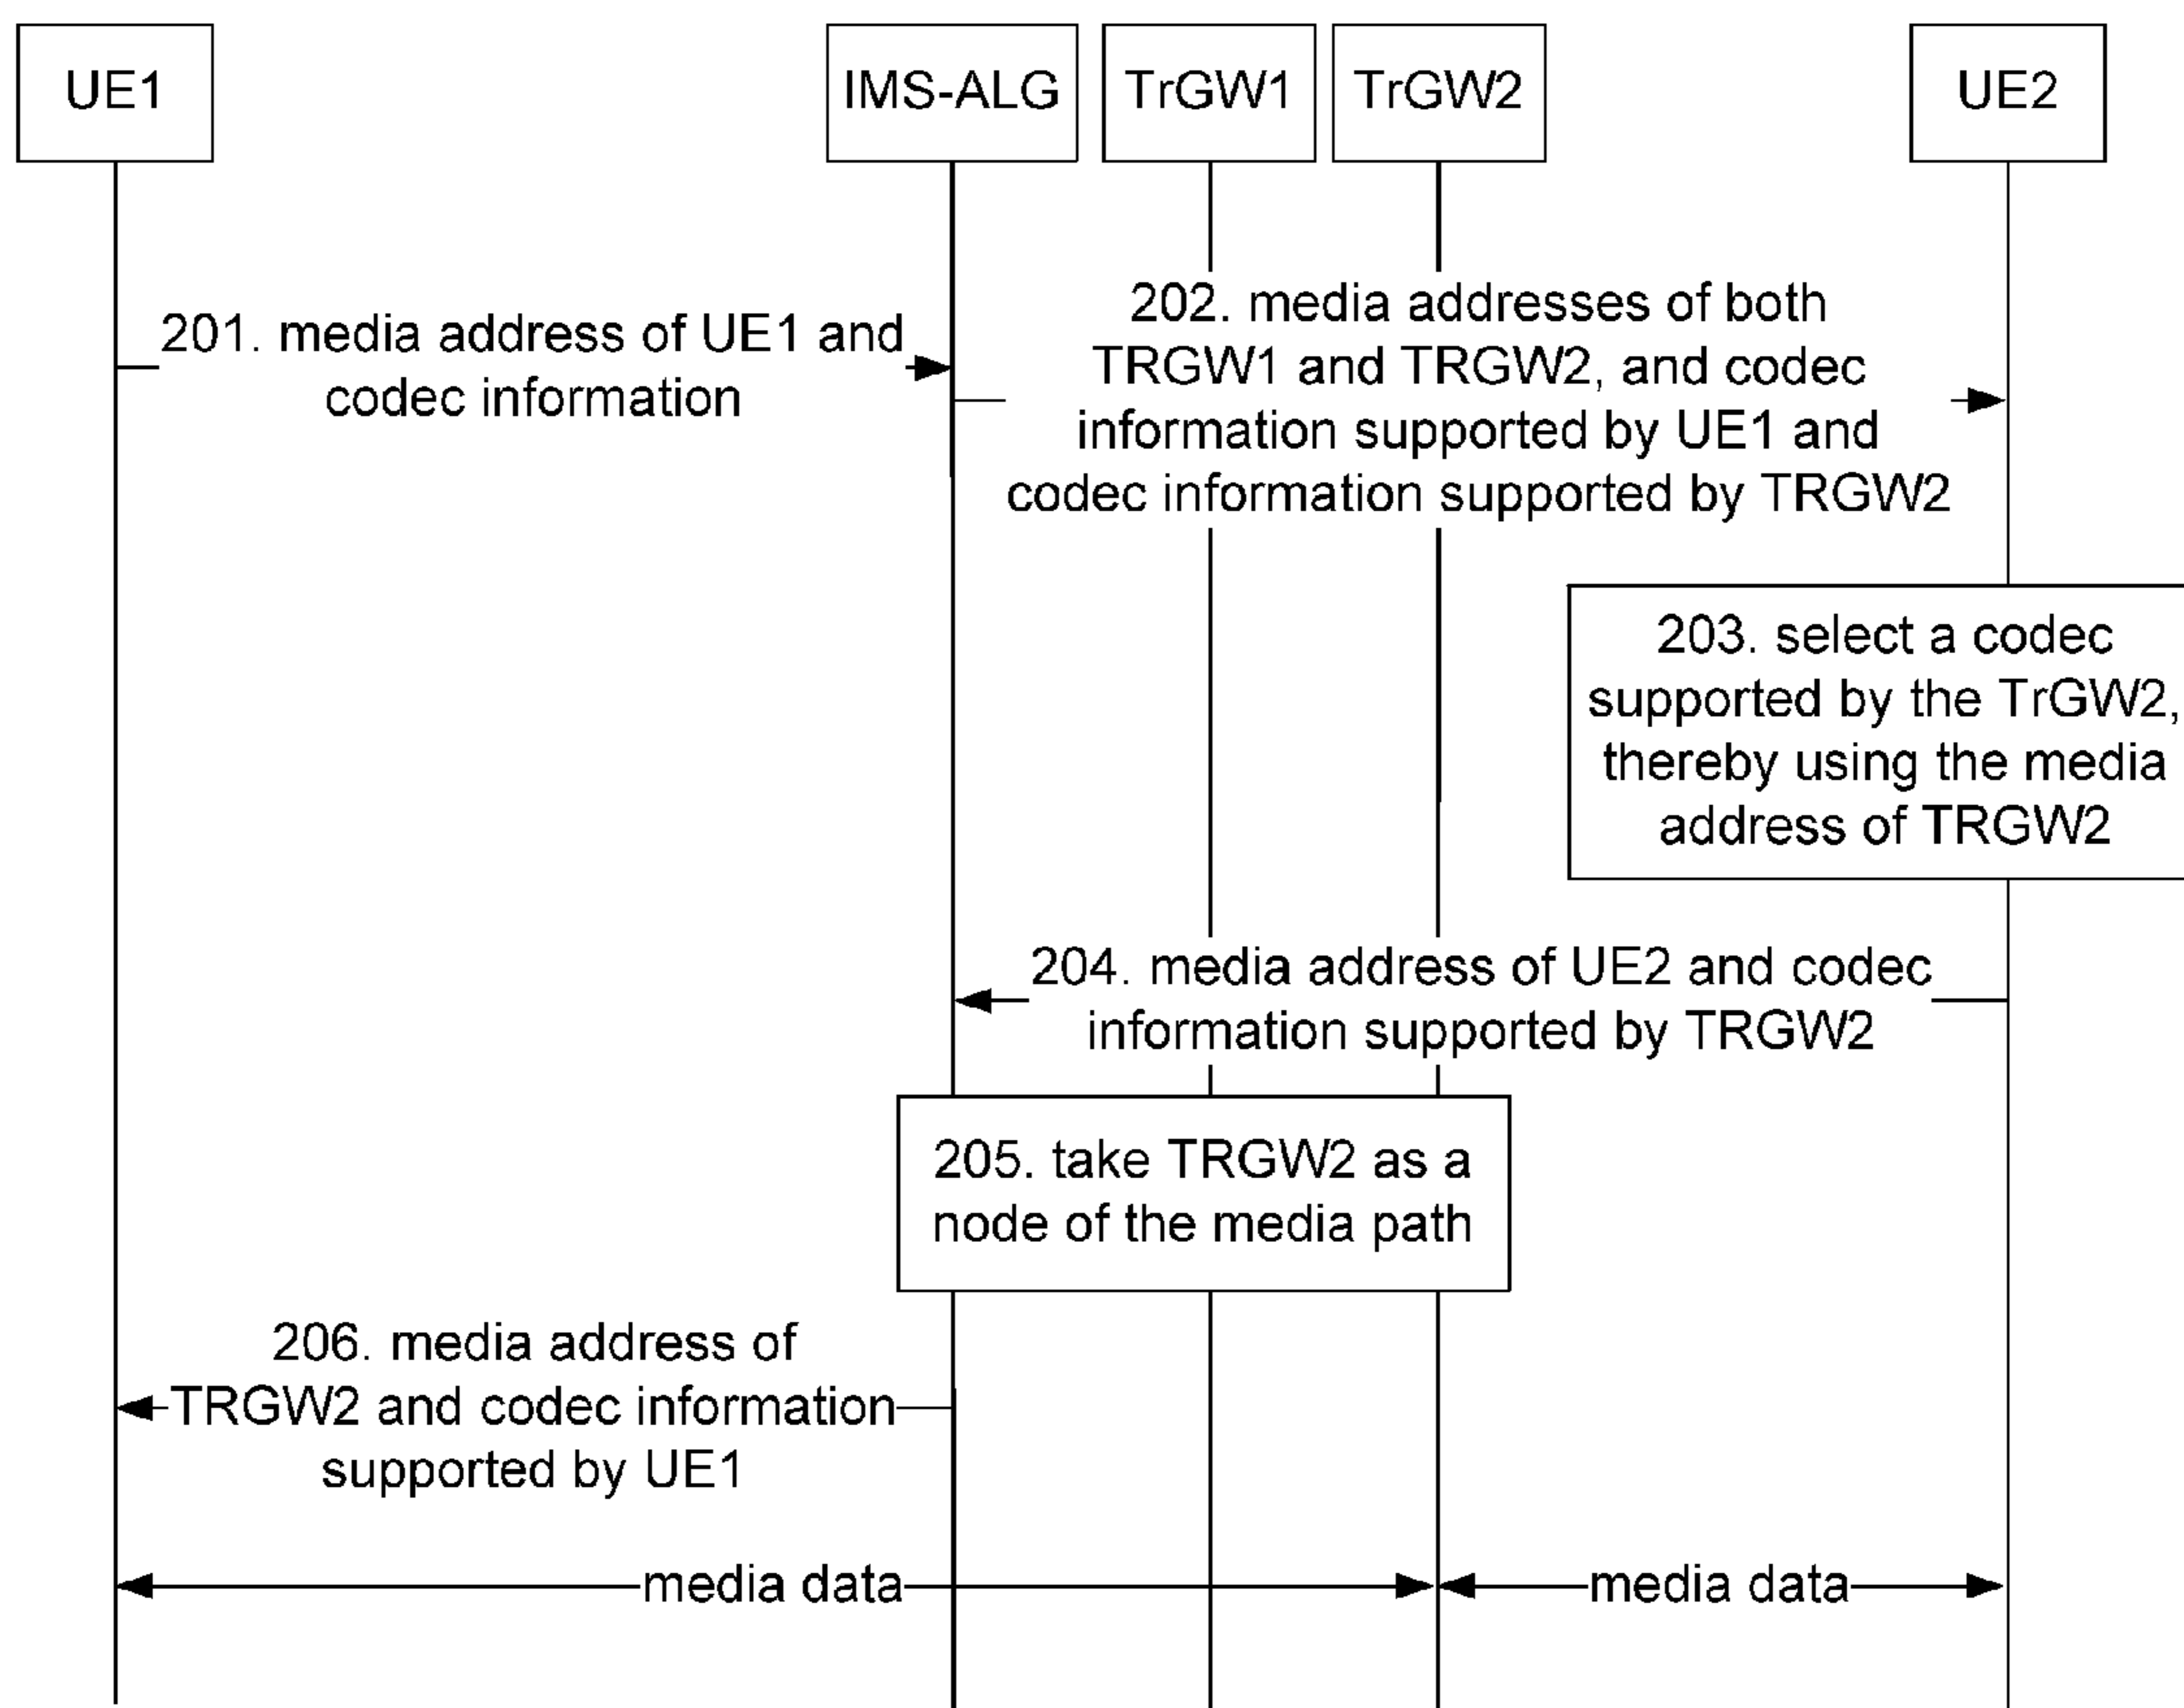 UE1
IMS-ALG
TrGW1
TrGW2
UE2
201. media address of UE1 and
codec information
202. media addresses of both
TRGW1 and TRGW2, and codec
information supported by UE1 and
codec information supported by TRGW2
203. select a codec
supported by the TrGW2,
thereby using the media
address of TRGW2
204. media address of UE2 and codec
information supported by TRGW2
205. take TRGW2 as a
node of the media path
206. media address of
TRGW2 and codec information
supported by UE1
media data
media data